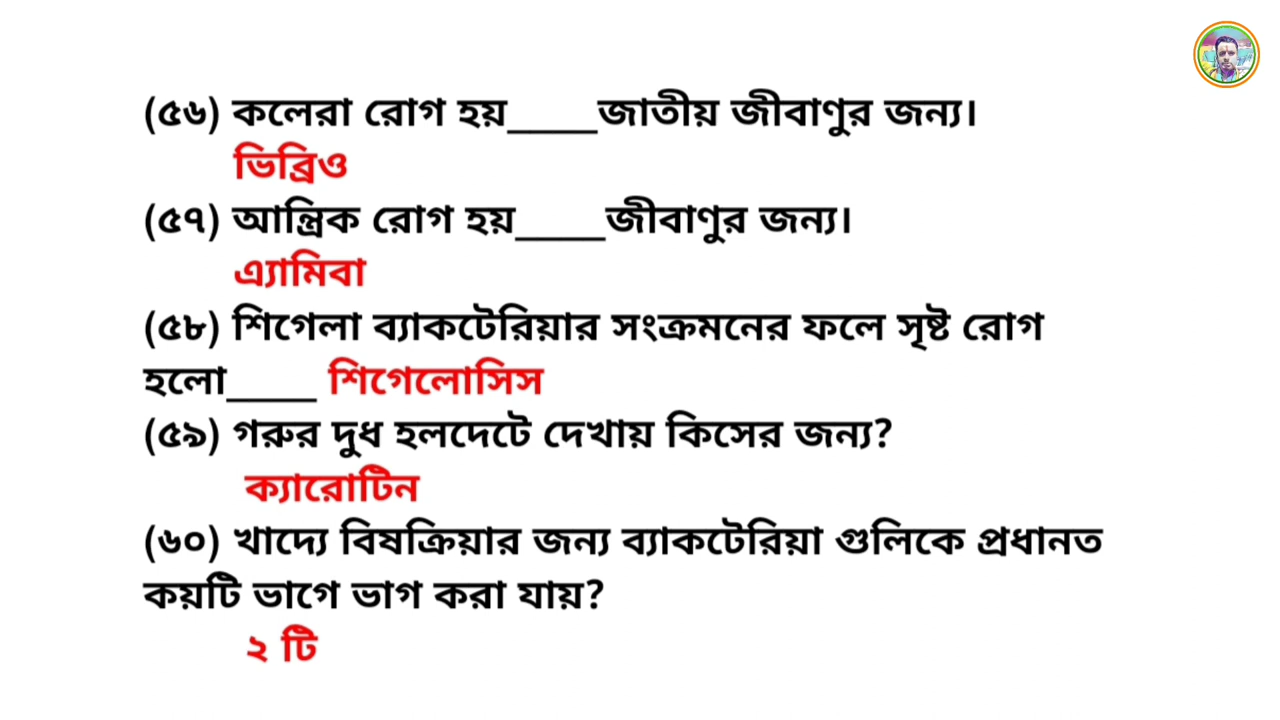 (৫৬) কলেরা রোগ হয়_____জাতীয় জীবাণুর জন্য।
ভিব্রিও
(৫৭) আন্ত্রিক রোগ হয়_____জীবাণুর জন্য।
এ্যামিবা
(৫৮) শিগেলা ব্যাকটেরিয়ার সংক্রমনের ফলে সৃষ্ট রোগ
হলো_____ শিগেলোসিস
(৫৯) গরুর দুধ হলদেটে দেখায় কিসের জন্য?
ক্যারোটিন
(৬০) খাদ্যে বিষক্রিয়ার জন্য ব্যাকটেরিয়া গুলিকে প্রধানত
কয়টি ভাগে ভাগ করা যায়?
২ টি